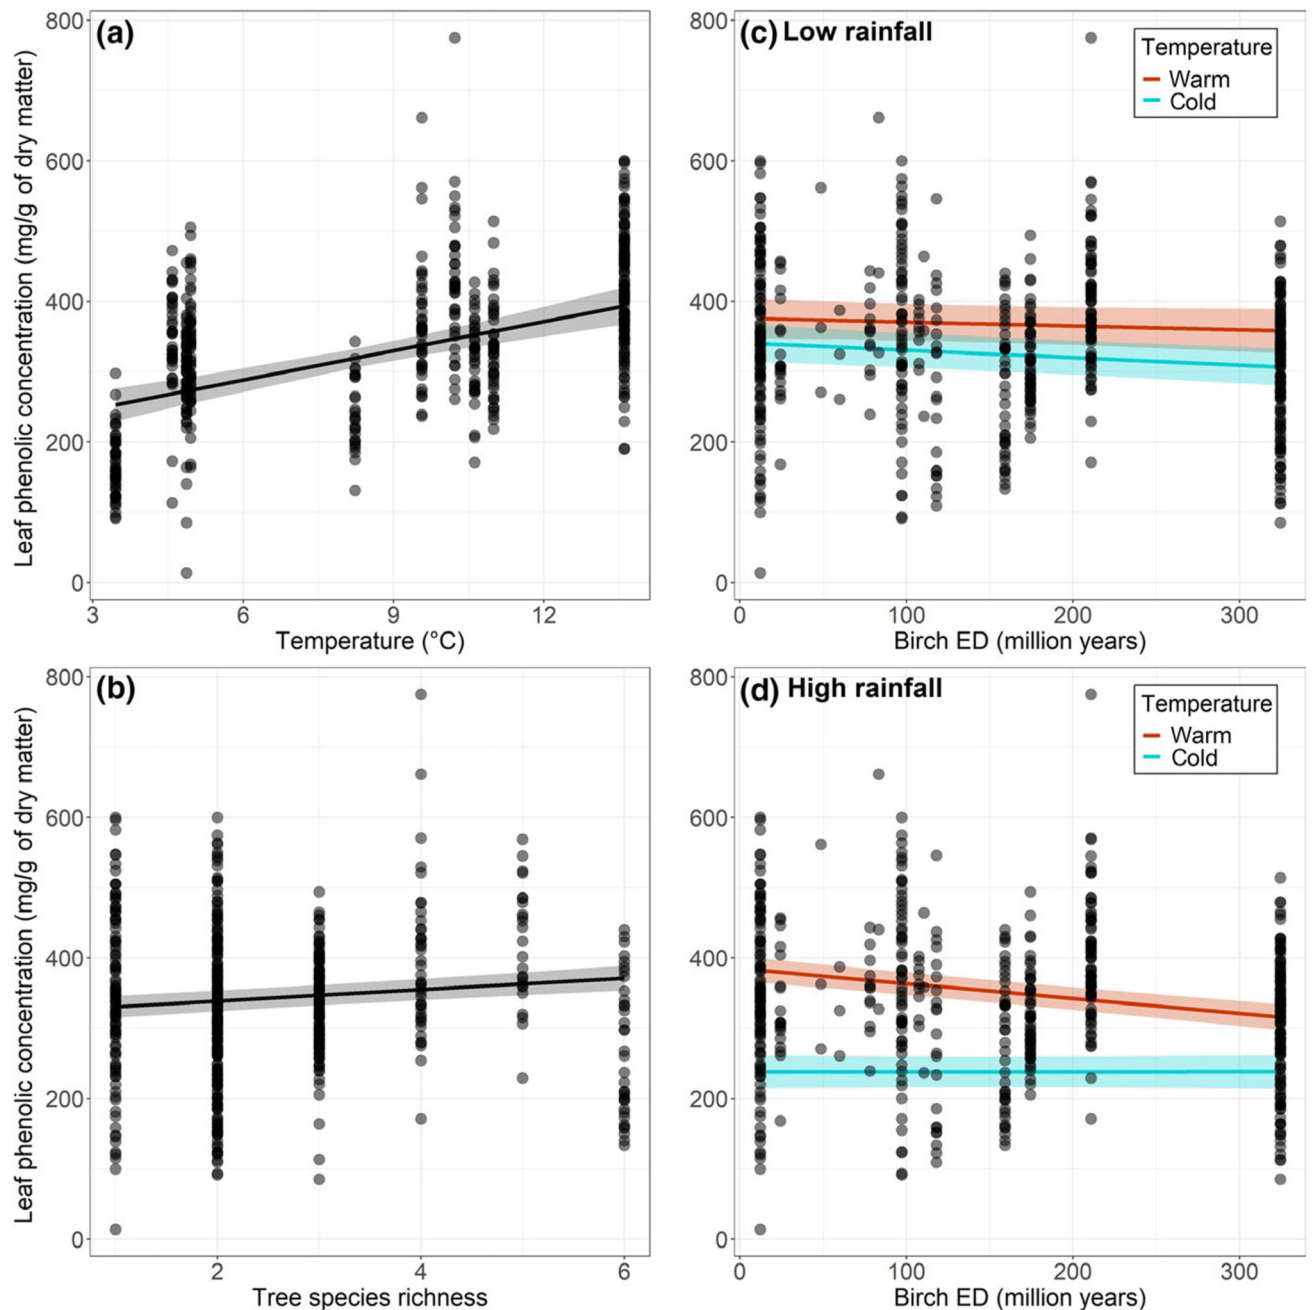 (a)
Leaf phenolic concentration (mg/g of dry matter)
800
600
400
200
0
3 6 9 12
Temperature (°C)
(c) Low rainfall
Temperature
Warm
Cold
800
600
400
200
0
0 100 200 300
Birch ED (million years)
(b)
Leaf phenolic concentration (mg/g of dry matter)
800
600
400
200
0
2 4 6
Tree species richness
(d) High rainfall
Temperature
Warm
Cold
800
600
400
200
0
0 100 200 300
Birch ED (million years)